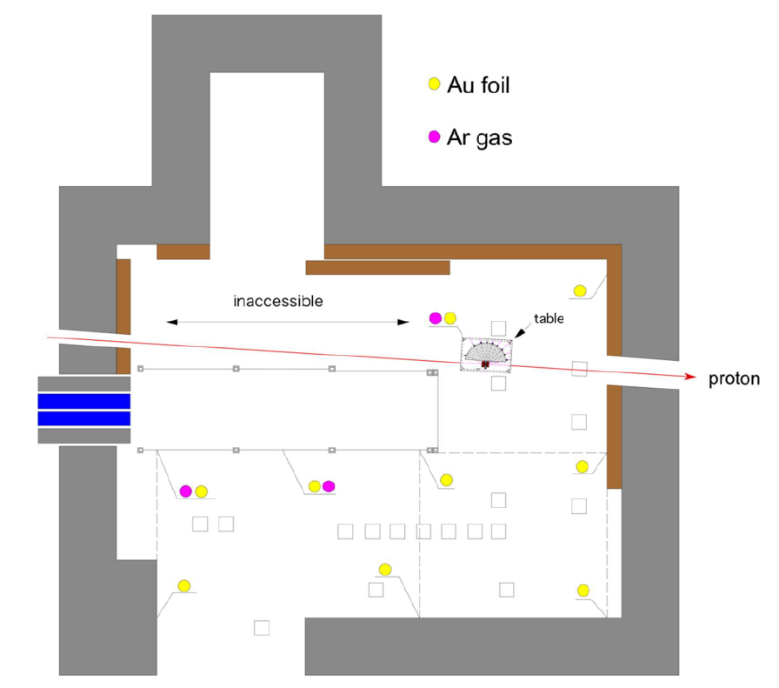 Au foil
Ar gas
inaccessible
table
proton